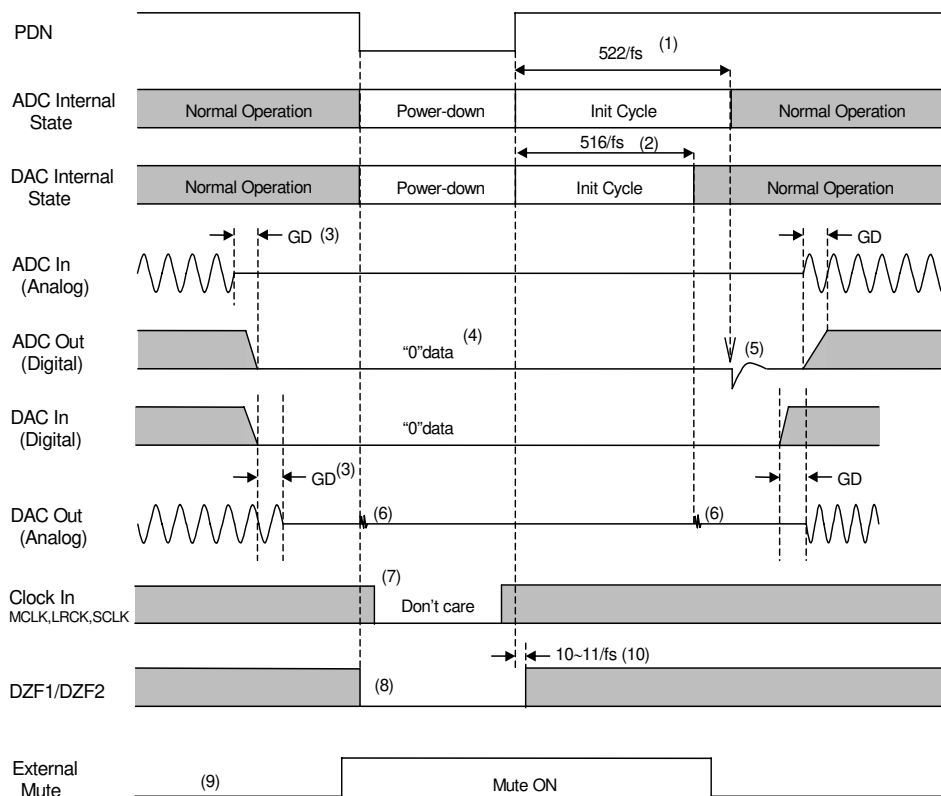 PDN
522/fs (1)
ADC Internal
State
Normal Operation Power-down Init Cycle Normal Operation
516/fs (2)
DAC Internal
State
Normal Operation Power-down Init Cycle Normal Operation
GD (3) GD
ADC In
(Analog)
ADC Out
(Digital)
"0"data (4) (5)
DAC In
(Digital)
"0"data
GD (3) GD
DAC Out
(Analog)
(6) (6)
Clock In
MCLK,LRCK,SCLK
(7) Don't care
10~11/fs (10)
DZF1/DZF2 (8)
External
Mute
(9) Mute ON